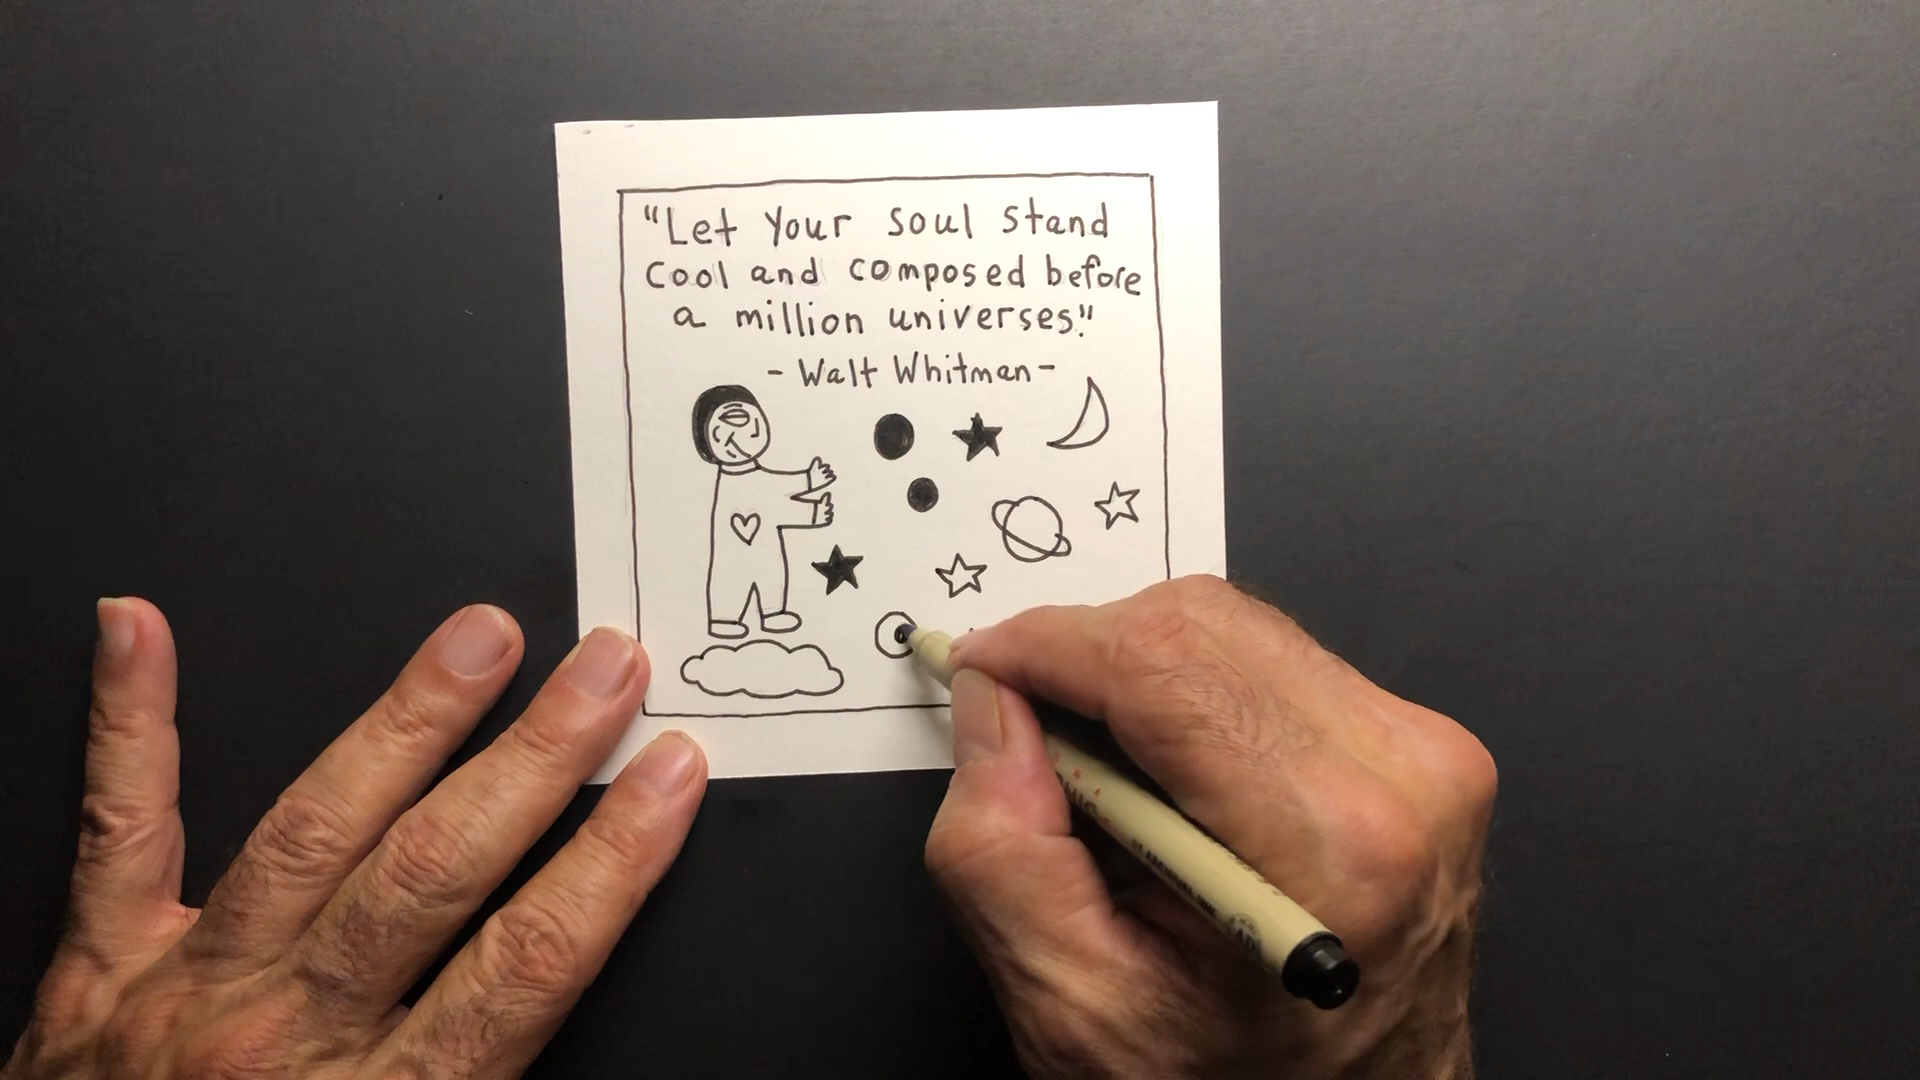 "Let Your soul stand
cool and composed before
a million universes."
- Walt Whitman -